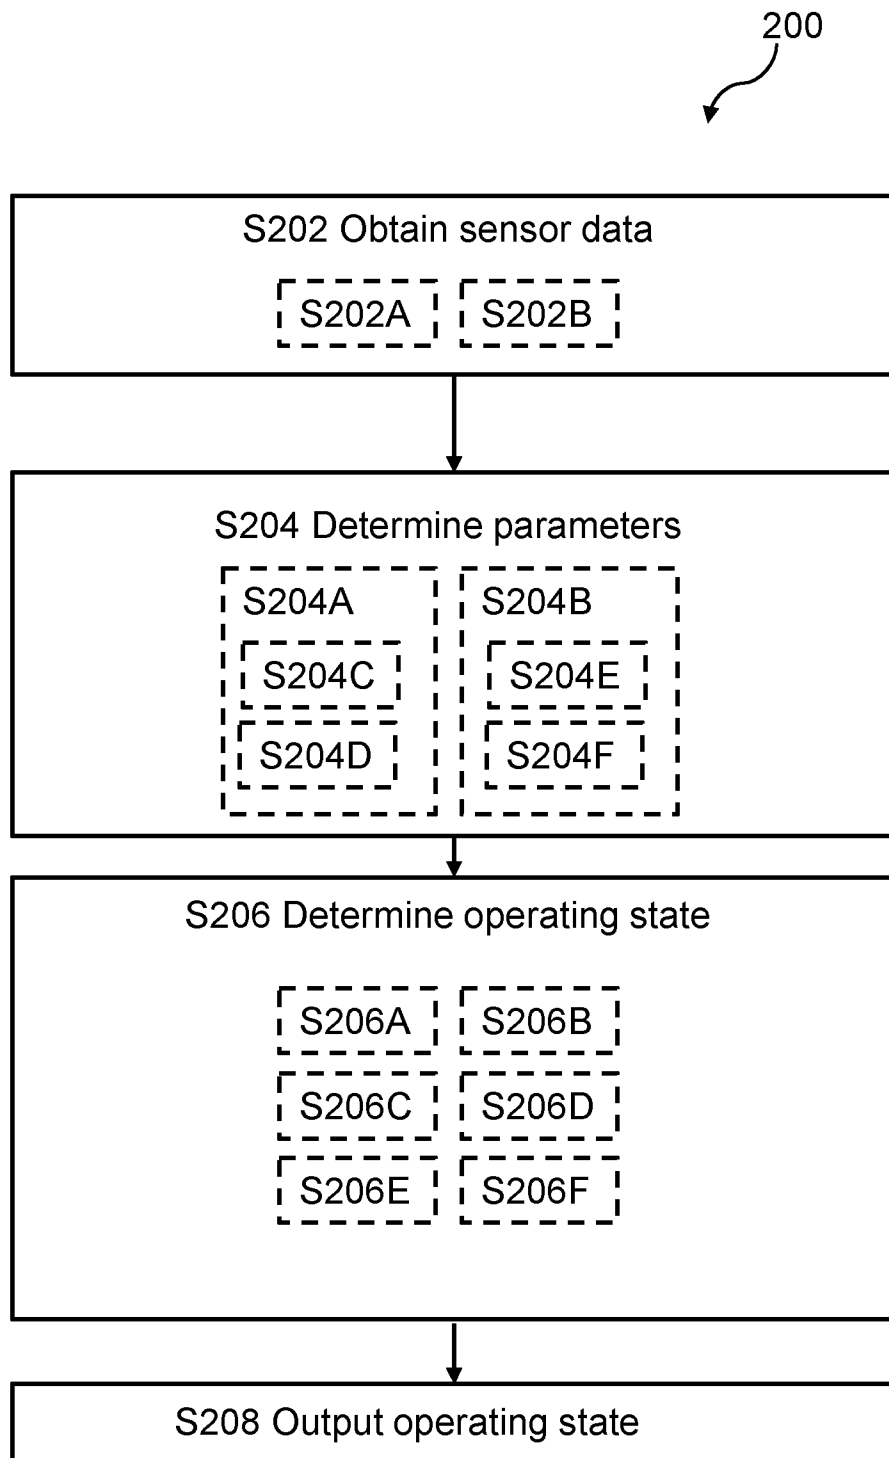 200
S202 Obtain sensor data
S202A S202B
S204 Determine parameters
S204A S204B
S204C S204E
S204D S204F
S206 Determine operating state
S206A S206B
S206C S206D
S206E S206F
S208 Output operating state